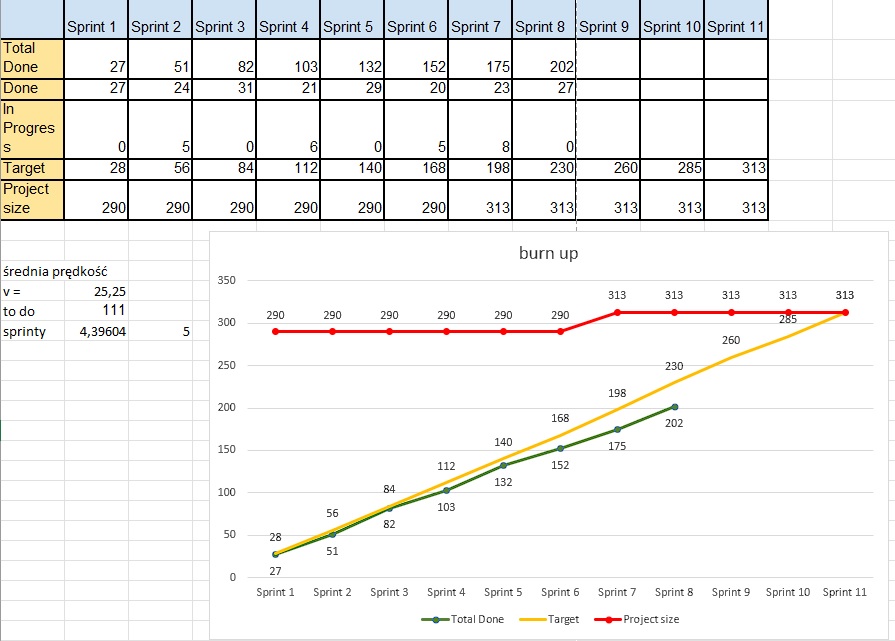 Sprint 1 Sprint 2 Sprint 3 Sprint 4 Sprint 5 Sprint 6 Sprint 7 Sprint 8 Sprint 9 Sprint 10 Sprint 11
Total
Done 27 51 82 103 132 152 175 202
Done 27 24 31 21 29 20 23 27
In
Progres
s 0 5 0 6 0 5 8 0
Target 28 56 84 112 140 168 198 230 260 285 313
Project
size 290 290 290 290 290 290 313 313 313 313 313
średnia prędkość
v = 25,25
to do 111
sprinty 4,39604 5
burn up
350
313 313 313 313 313
290 290 290 290 290 290
300
285
260
250
230
198
200
202
168
175
140
150
152
112
132
84
100
103
82
56
50
51
28
27
0
Sprint 1 Sprint 2 Sprint 3 Sprint 4 Sprint 5 Sprint 6 Sprint 7 Sprint 8 Sprint 9 Sprint 10 Sprint 11
Total Done Target Project size